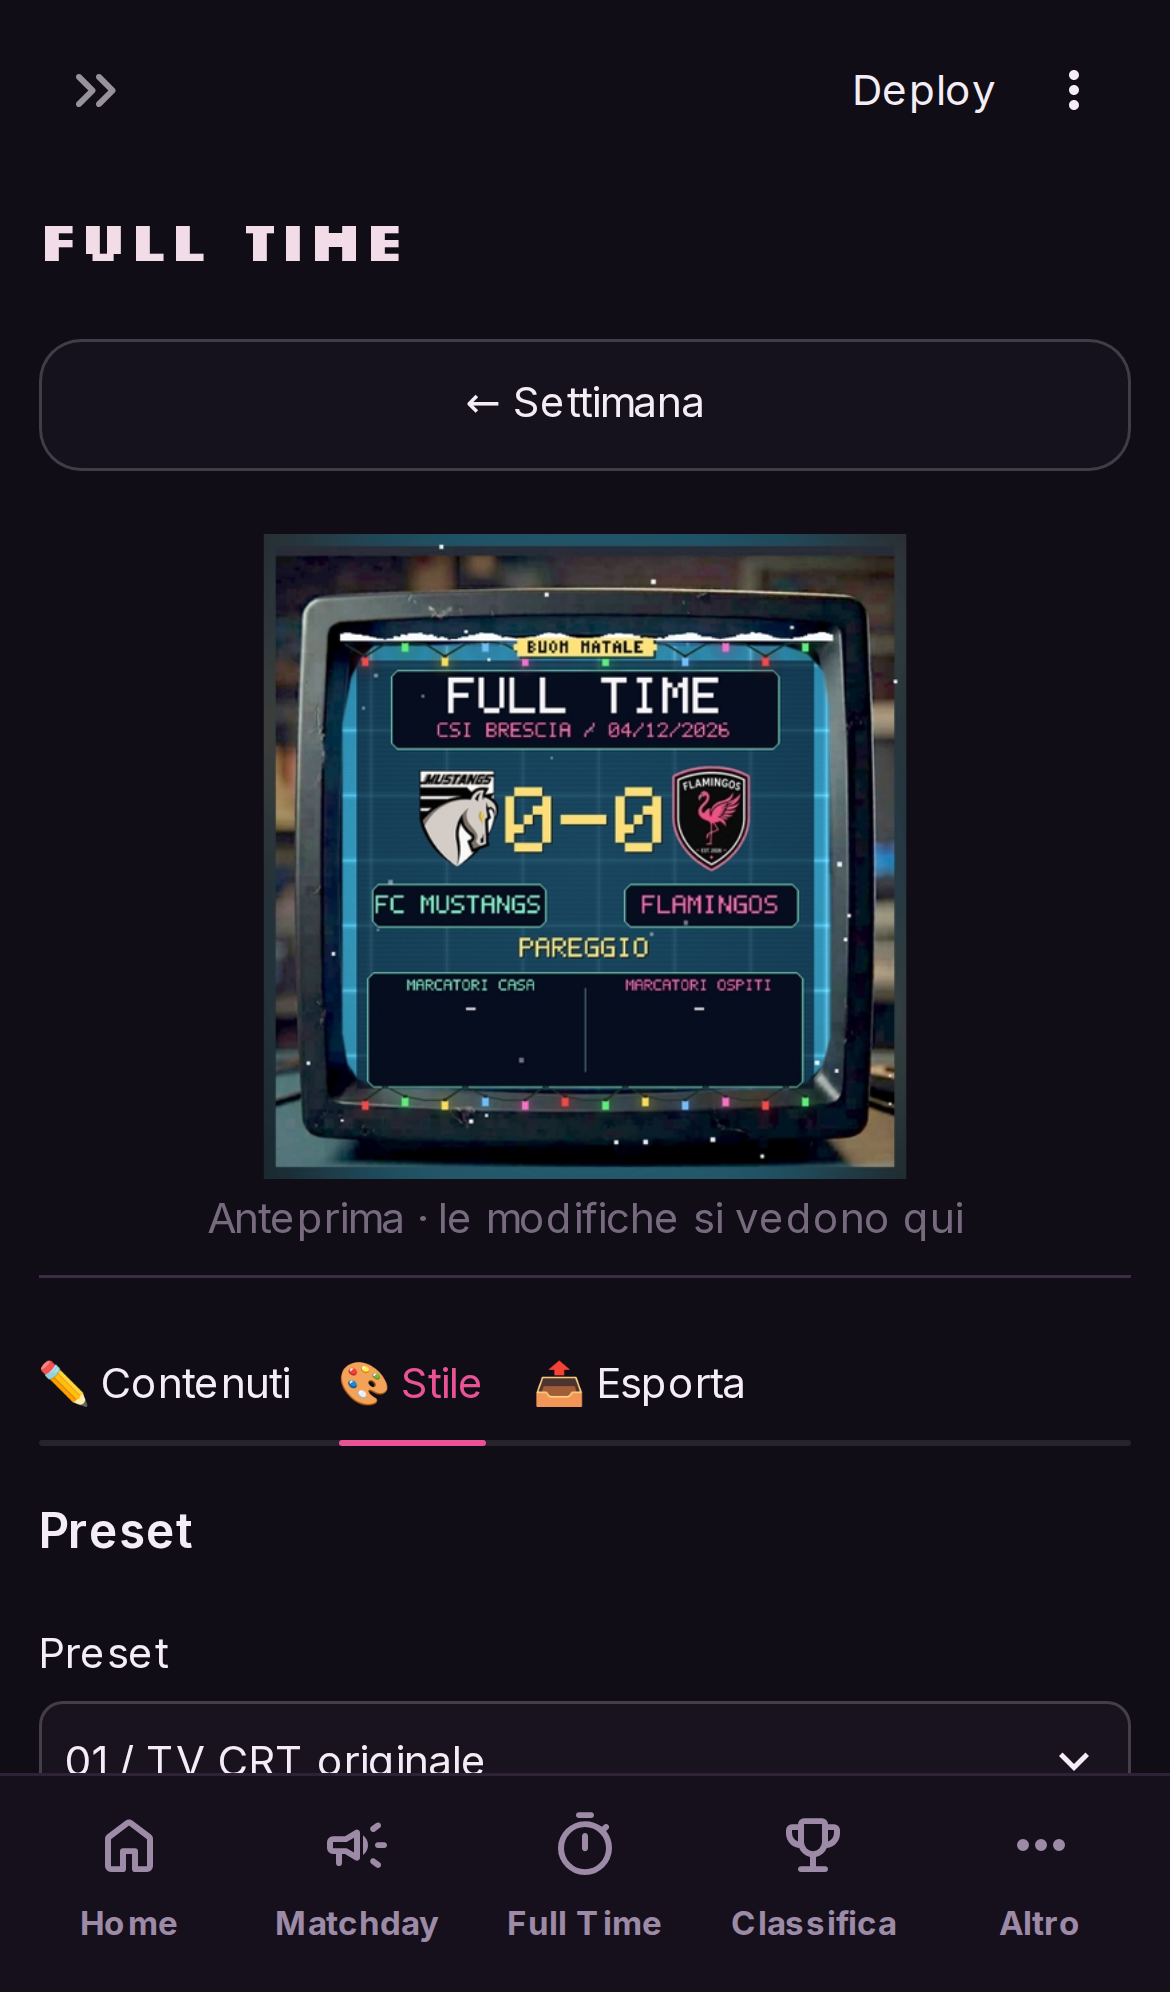 Deploy
FULL TIME
← Settimana
BUON NATALE
FULL TIME
CSI BRESCIA / 04/12/2026
MUSTANGS
0-0
FLAMINGOS
EST. 2026
FC MUSTANGS
FLAMINGOS
PAREGGIO
MARCATORI CASA
MARCATORI OSPITI
-
-
Anteprima · le modifiche si vedono qui
✏️ Contenuti
🎨 Stile
📤 Esporta
Preset
Preset
01 / TV CRT originale
Home
Matchday
Full Time
Classifica
Altro